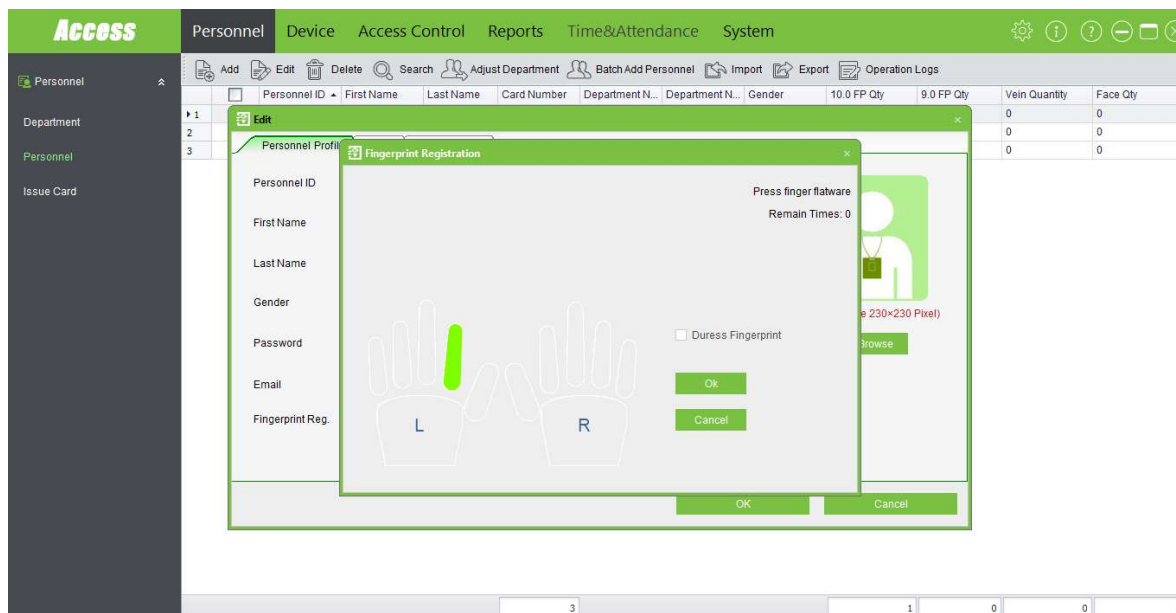 Access
Personnel Device Access Control Reports Time&Attendance System
Personnel
Department
Personnel
Issue Card
Add Edit Delete Search Adjust Department Batch Add Personnel Import Export Operation Logs
Personnel ID First Name Last Name Card Number Department N... Department N... Gender 10.0 FP Qty 9.0 FP Qty Vein Quantity Face Qty
1 0 0
2 0 0
3 0 0
Edit
Personnel Profil
Personnel ID
First Name
Last Name
Gender
Password
Email
Fingerprint Reg.
e 230×230 Pixel)
Browse
OK Cancel
Fingerprint Registration
Press finger flatware
Remain Times: 0
Duress Fingerprint
L R
Ok
Cancel
3 1 0 0